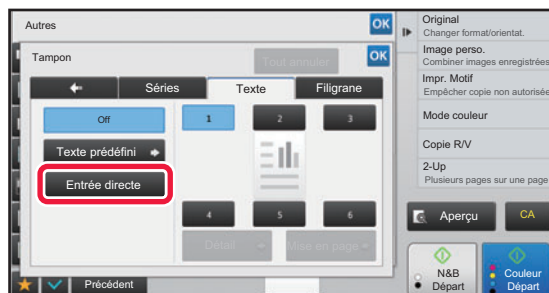 Autres
OK
Tampon
Tout annuler
OK
Séries
Texte
Filigrane
Off
Texte prédéfini
Entrée directe
1
2
3
4
5
6
Détail
Mise en page
Précédent
Original
Changer format/orientat.
Image perso.
Combiner images enregistrées
Impr. Motif
Empêcher copie non autorisée
Mode couleur
Copie R/V
2-Up
Plusieurs pages sur une page
Aperçu
CA
N&B
Départ
Couleur
Départ